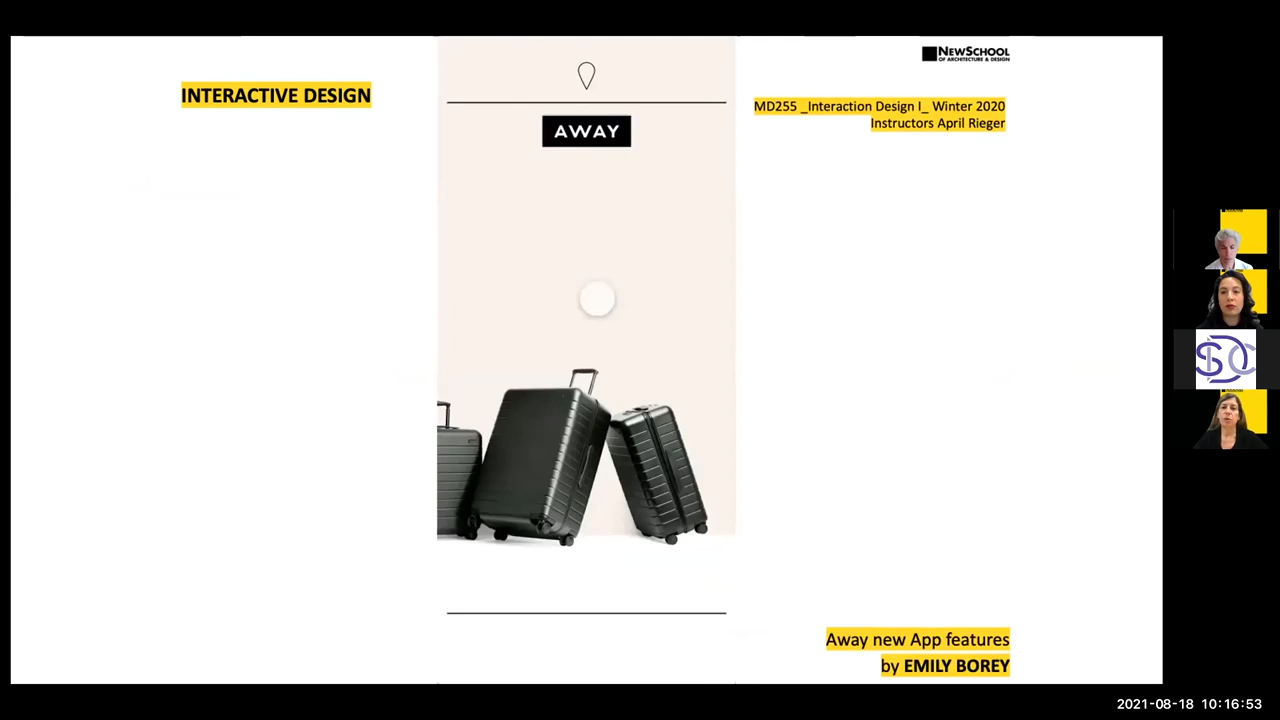 INTERACTIVE DESIGN
AWAY
NEWSCHOOL
OF ARCHITECTURE & DESIGN
MD255 _Interaction Design I_ Winter 2020
Instructors April Rieger
Away new App features
by EMILY BOREY
SDC
2021-08-18 10:16:53